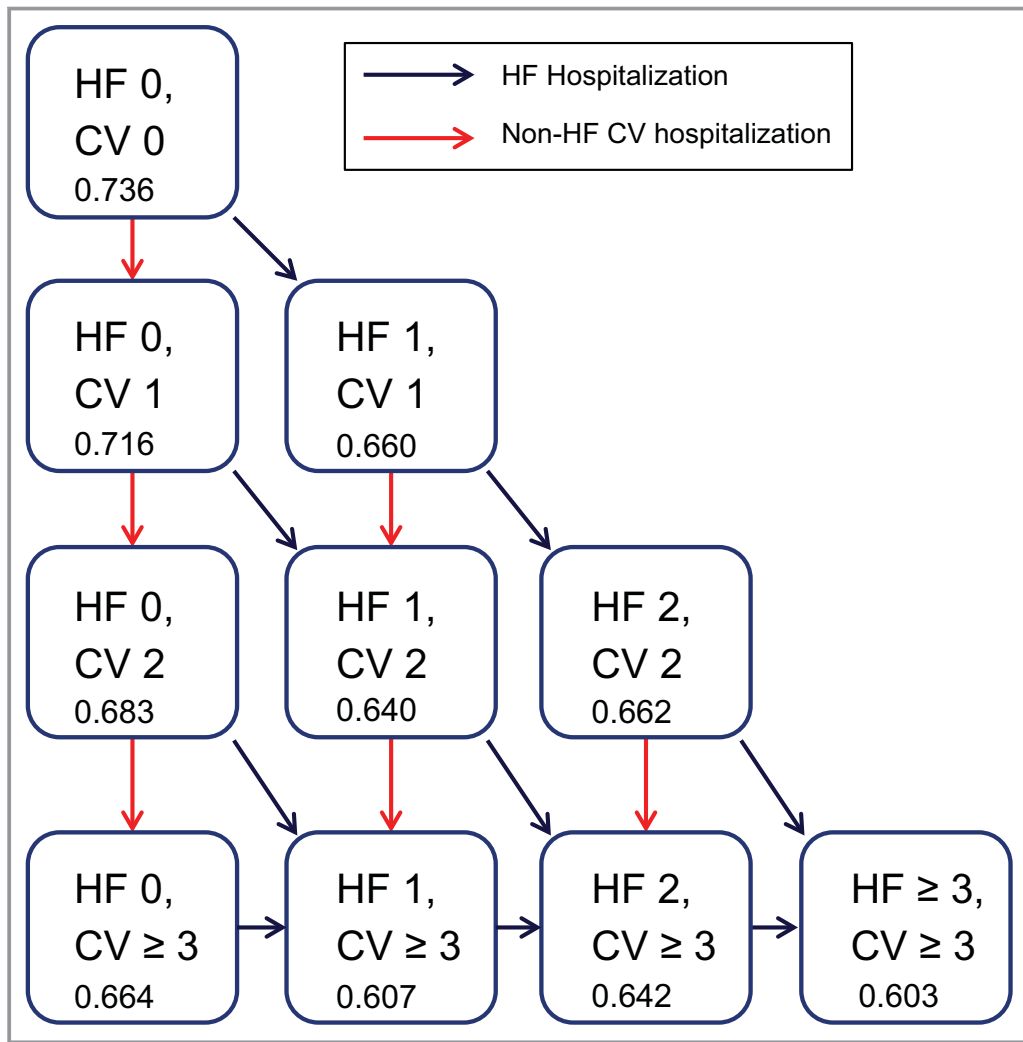 HF 0,
CV 0
0.736
HF Hospitalization
Non-HF CV hospitalization
HF 0,
CV 1
0.716
HF 1,
CV 1
0.660
HF 0,
CV 2
0.683
HF 1,
CV 2
0.640
HF 2,
CV 2
0.662
HF 0,
CV ≥ 3
0.664
HF 1,
CV ≥ 3
0.607
HF 2,
CV ≥ 3
0.642
HF ≥ 3,
CV ≥ 3
0.603